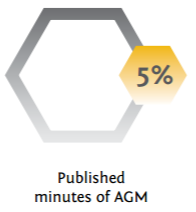 5%
Published
minutes of AGM